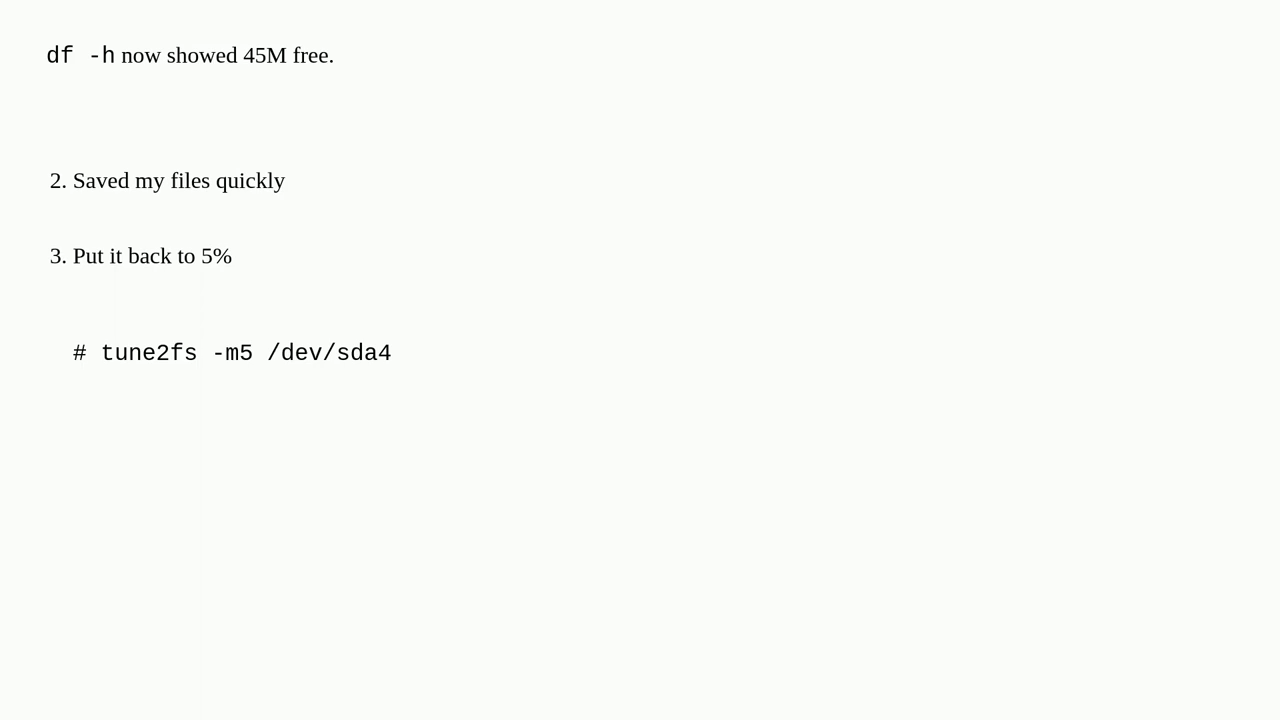 df -h now showed 45M free.
2. Saved my files quickly
3. Put it back to 5%
# tune2fs -m5 /dev/sda4